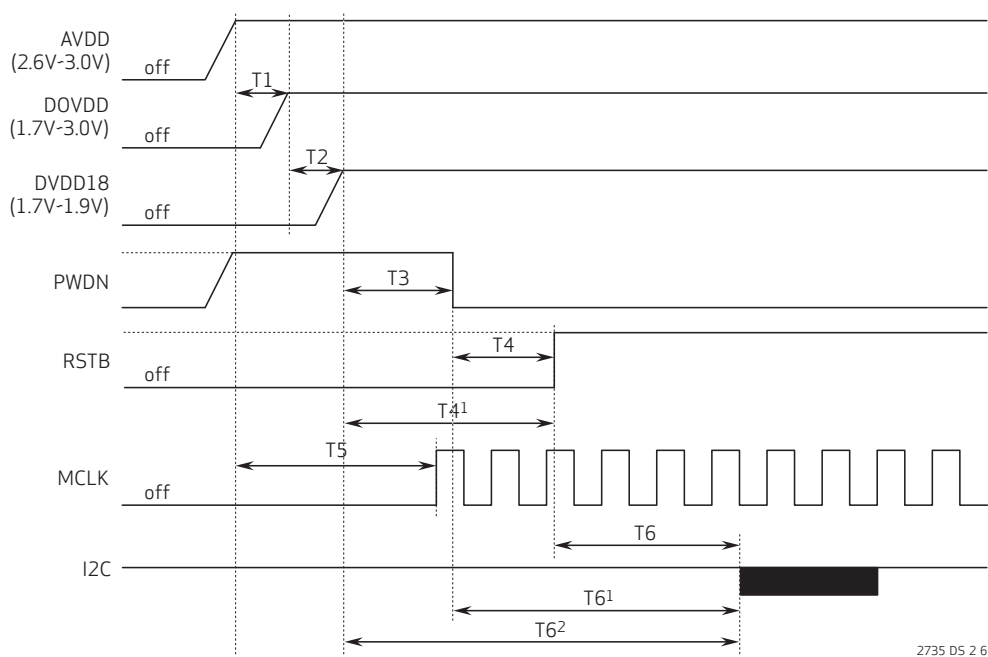 AVDD
(2.6V-3.0V)
off
T1
DOVDD
(1.7V-3.0V)
off
T2
DVDD18
(1.7V-1.9V)
off
PWDN
T3
RSTB
off
T4
T4¹
T5
MCLK
off
T6
I2C
T6¹
T6²
2735 DS 2 6